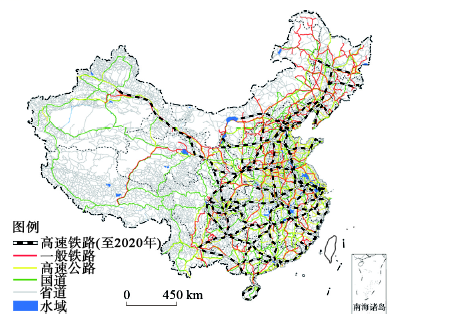 图例
高速铁路(至2020年)
一般铁路
高速公路
国道
省道
水域
0 450 km
南海诸岛